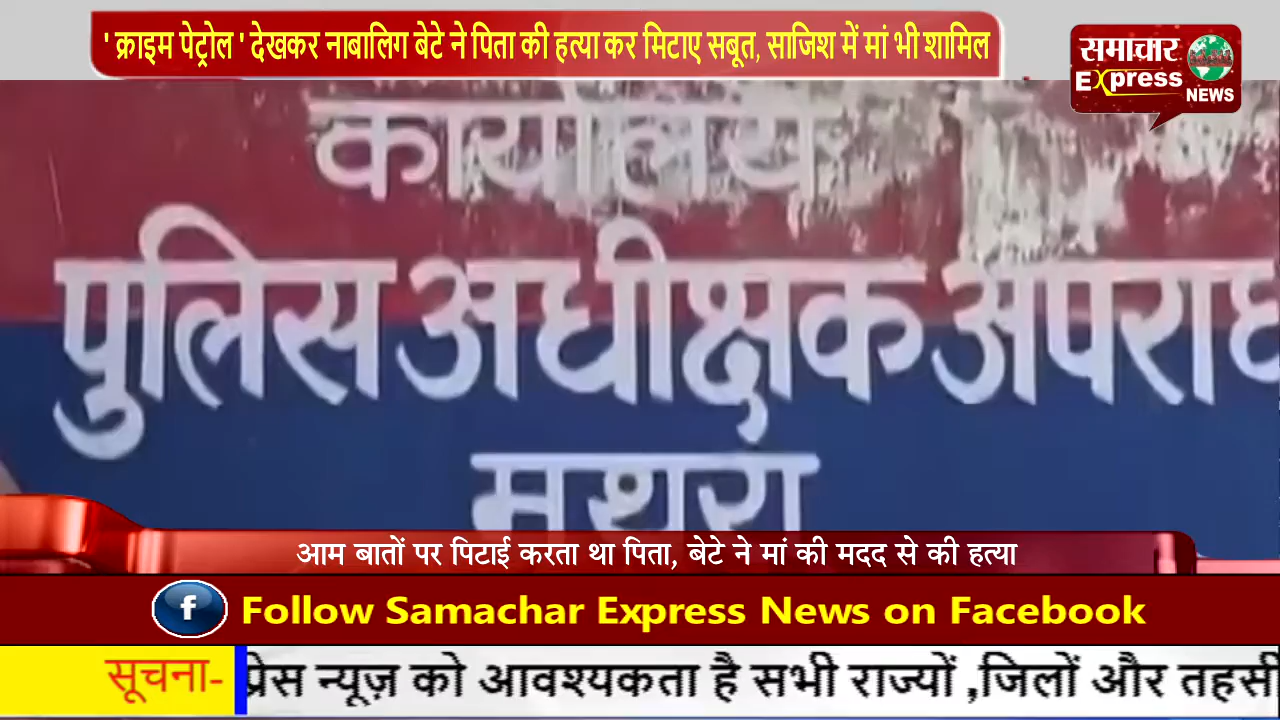 ' क्राइम पेट्रोल ' देखकर नाबालिग बेटे ने पिता की हत्या कर मिटाए सबूत, साजिश में मां भी शामिल
समाचार
Express
NEWS
कार्यालय
पुलिस अधीक्षक अपराध
मथुरा
आम बातों पर पिटाई करता था पिता, बेटे ने मां की मदद से की हत्या
f Follow Samachar Express News on Facebook
सूचना- प्रेस न्यूज़ को आवश्यकता है सभी राज्यों ,जिलों और तहसी